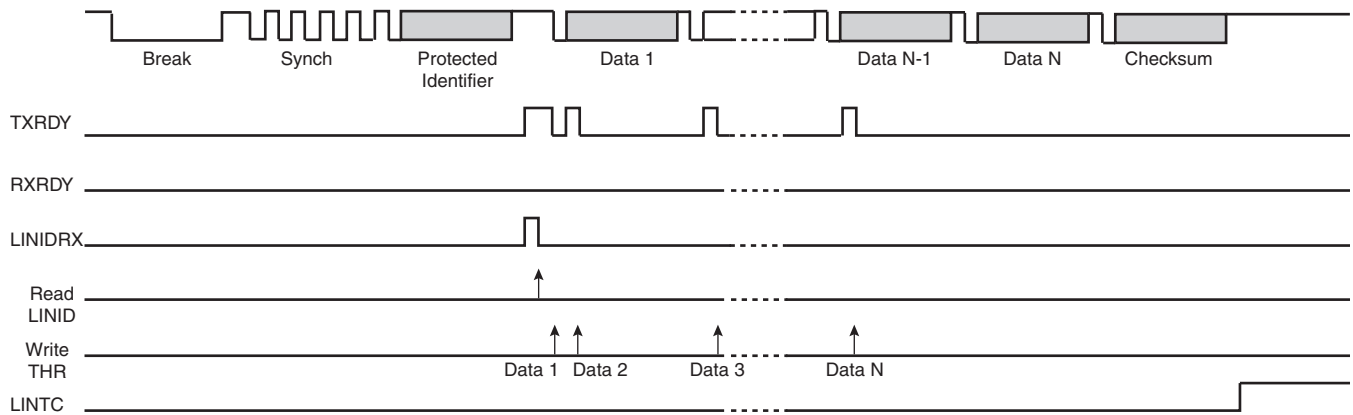 Break
Synch
Protected
Identifier
Data 1
Data N-1
Data N
Checksum
TXRDY
RXRDY
LINIDRX
Read
LINID
Write
THR
Data 1
Data 2
Data 3
Data N
LINTC